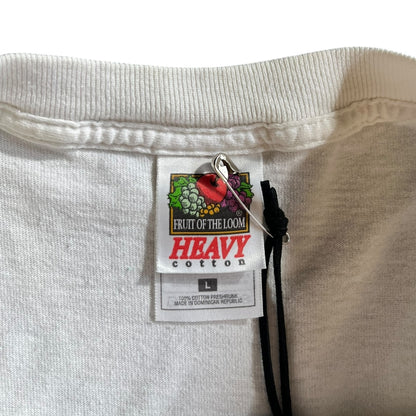 ®
FRUIT OF THE LOOM
HEAVY
cotton
L
100% COTTON PRESHRUNK
MADE IN DOMINICAN REPUBLIC